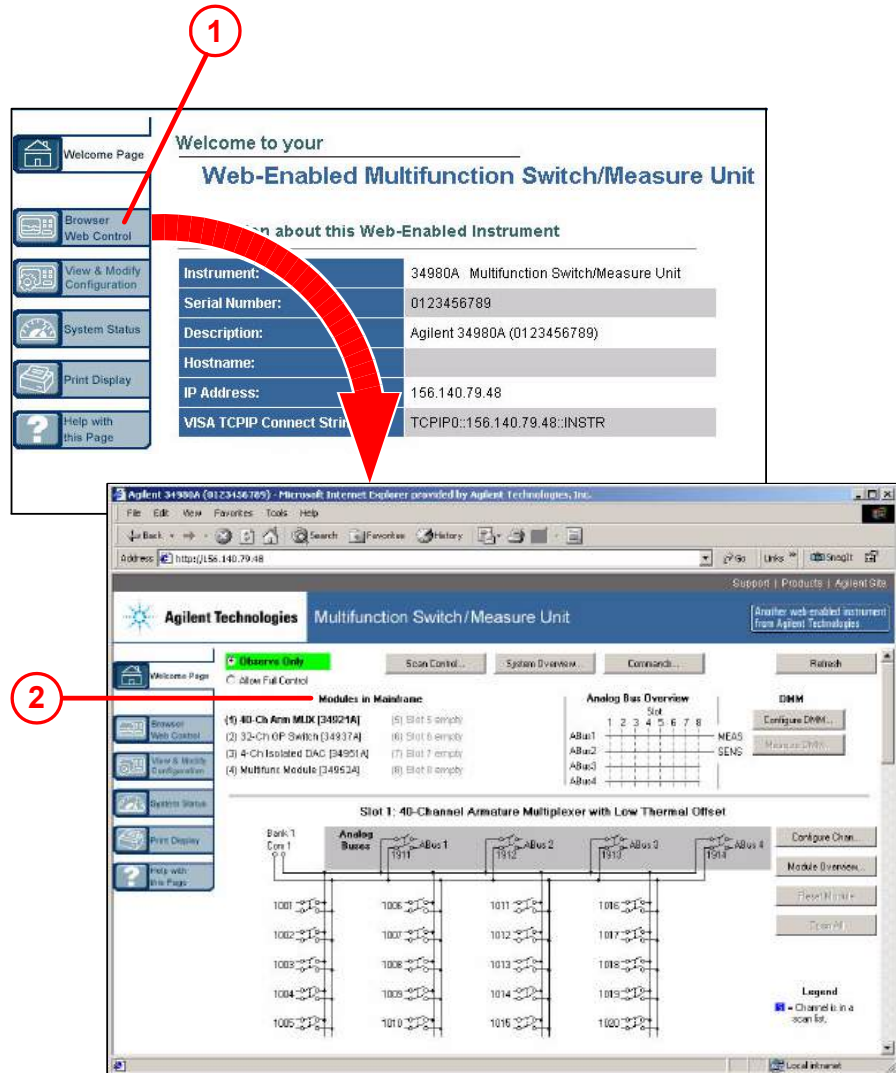 1
Welcome Page
Browser
Web Control
View & Modify
Configuration
System Status
Print Display
Help with
this Page
Welcome to your
Web-Enabled Multifunction Switch/Measure Unit
about this Web-Enabled Instrument
Instrument: 34980A Multifunction Switch/Measure Unit
Serial Number: 0123456789
Description: Agilent 34980A (0123456789)
Hostname:
IP Address: 156.140.79.48
VISA TCPIP Connect TCPIP0::156.140.79.48::INSTR
Agilent 34980A (0123456789) - Microsoft Internet Explorer provided by Agilent Technologies, Inc.
File Edit View Favorites Tools Help
Back Search Favorites History
Address http://156.140.79.48 Go Links SnagIt
Support | Products | Agilent Site
Agilent Technologies Multifunction Switch/Measure Unit
Another web-enabled instrument
from Agilent Technologies
2
Welcome Page
Browser
Web Control
View & Modify
Configuration
System Status
Print Display
Help with
this Page
Observe Only
Allow Full Control
Scan Control... System Overview... Commands... Refresh
Modules in Mainframe
(1) 40-Ch Arm MUX [34921A] (5) Slot 5 empty
(2) 32-Ch GP Switch [34937A] (6) Slot 6 empty
(3) 4-Ch Isolated DAC [34951A] (7) Slot 7 empty
(4) Multifunc Module [34952A] (8) Slot 8 empty
Analog Bus Overview
Slot
1 2 3 4 5 6 7 8
ABus1 MEAS
ABus2 SENS
ABus3
ABus4
DMM
Configure DMM...
Measure DMM...
Slot 1: 40-Channel Armature Multiplexer with Low Thermal Offset
Bank 1
Com 1
Analog
Buses
1911 ABus 1 1912 ABus 2 1913 ABus 3 1914 ABus 4
1001 1006 1011 1016
1002 1007 1012 1017
1003 1008 1013 1018
1004 1009 1014 1019
1005 1010 1015 1020
Configure Chan...
Module Overview...
Reset Module
Open All
Legend
= Channel is in a
scan list.
Local intranet